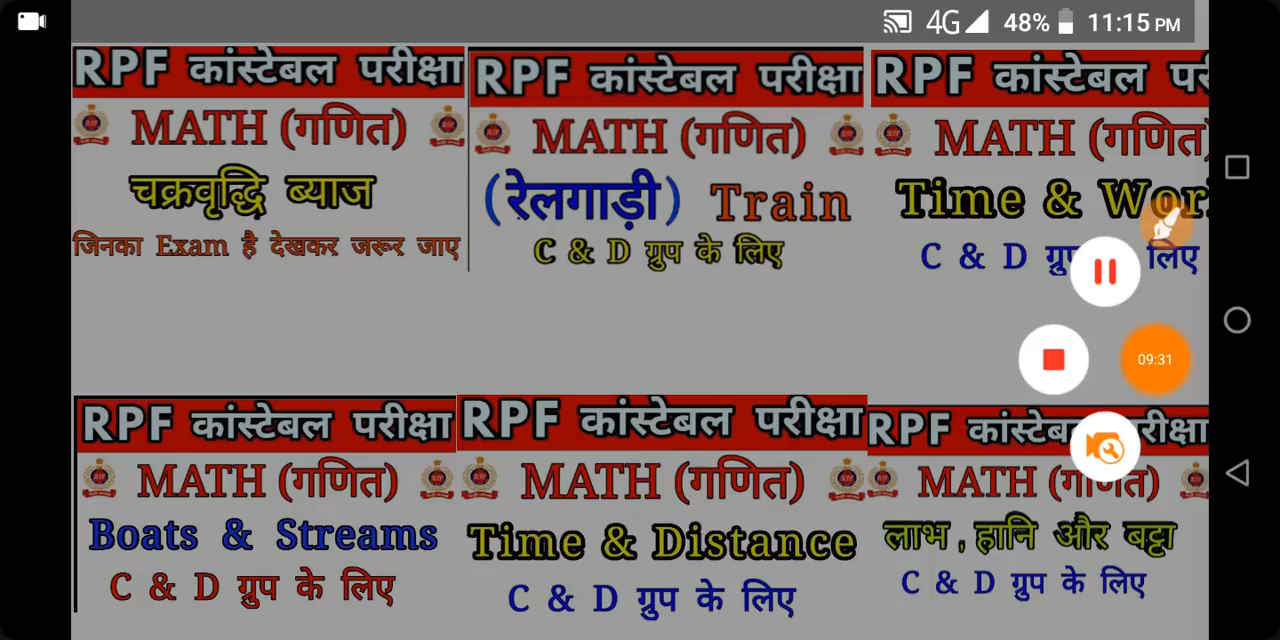 4G 48% 11:15 PM
RPF कांस्टेबल परीक्षा
MATH (गणित)
चक्रवृद्धि ब्याज
जिनका Exam है देखकर जरूर जाए
RPF कांस्टेबल परीक्षा
MATH (गणित)
(रेलगाड़ी) Train
C & D ग्रुप के लिए
RPF कांस्टेबल
MATH (गणित)
Time &
C & D लिए
09:31
RPF कांस्टेबल परीक्षा
MATH (गणित)
Boats & Streams
C & D ग्रुप के लिए
RPF कांस्टेबल परीक्षा
MATH (गणित)
Time & Distance
C & D ग्रुप के लिए
RPF
MATH (गणित)
लाभ , हानि और बट्टा
C & D ग्रुप के लिए